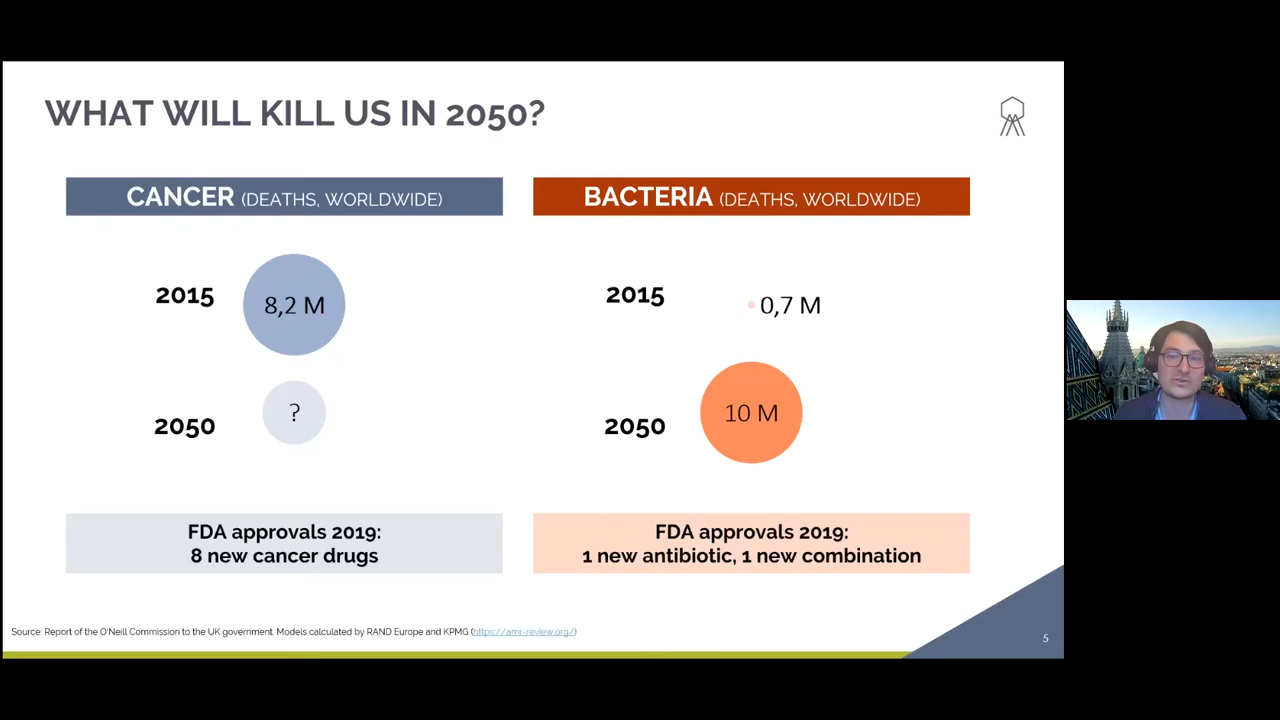 WHAT WILL KILL US IN 2050?
CANCER (DEATHS, WORLDWIDE)
2015
8,2 M
2050
?
FDA approvals 2019:
8 new cancer drugs
BACTERIA (DEATHS, WORLDWIDE)
2015
0,7 M
2050
10 M
FDA approvals 2019:
1 new antibiotic, 1 new combination
Source: Report of the O'Neill Commission to the UK government. Models calculated by RAND Europe and KPMG (https://amr-review.org/)
5